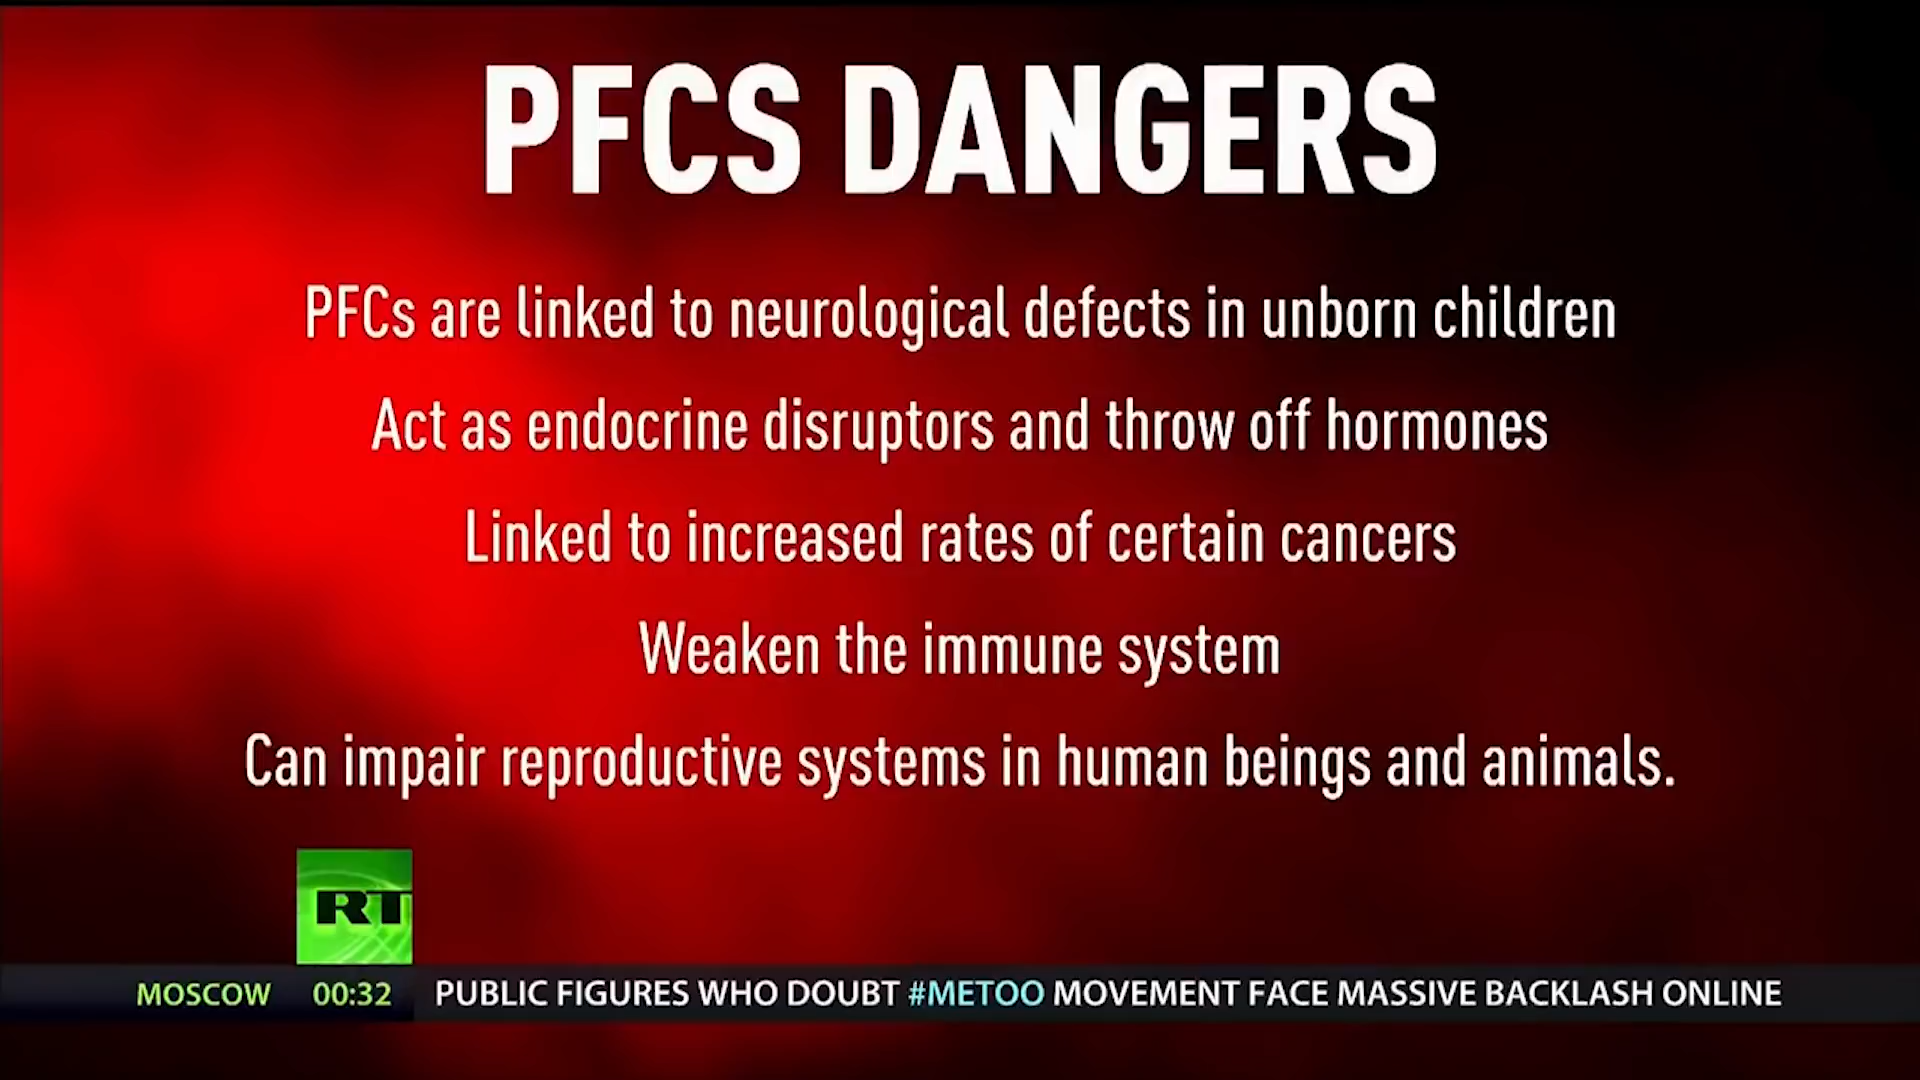 PFCS DANGERS
PFCs are linked to neurological defects in unborn children
Act as endocrine disruptors and throw off hormones
Linked to increased rates of certain cancers
Weaken the immune system
Can impair reproductive systems in human beings and animals.
RT
MOSCOW 00:32 PUBLIC FIGURES WHO DOUBT #METOO MOVEMENT FACE MASSIVE BACKLASH ONLINE